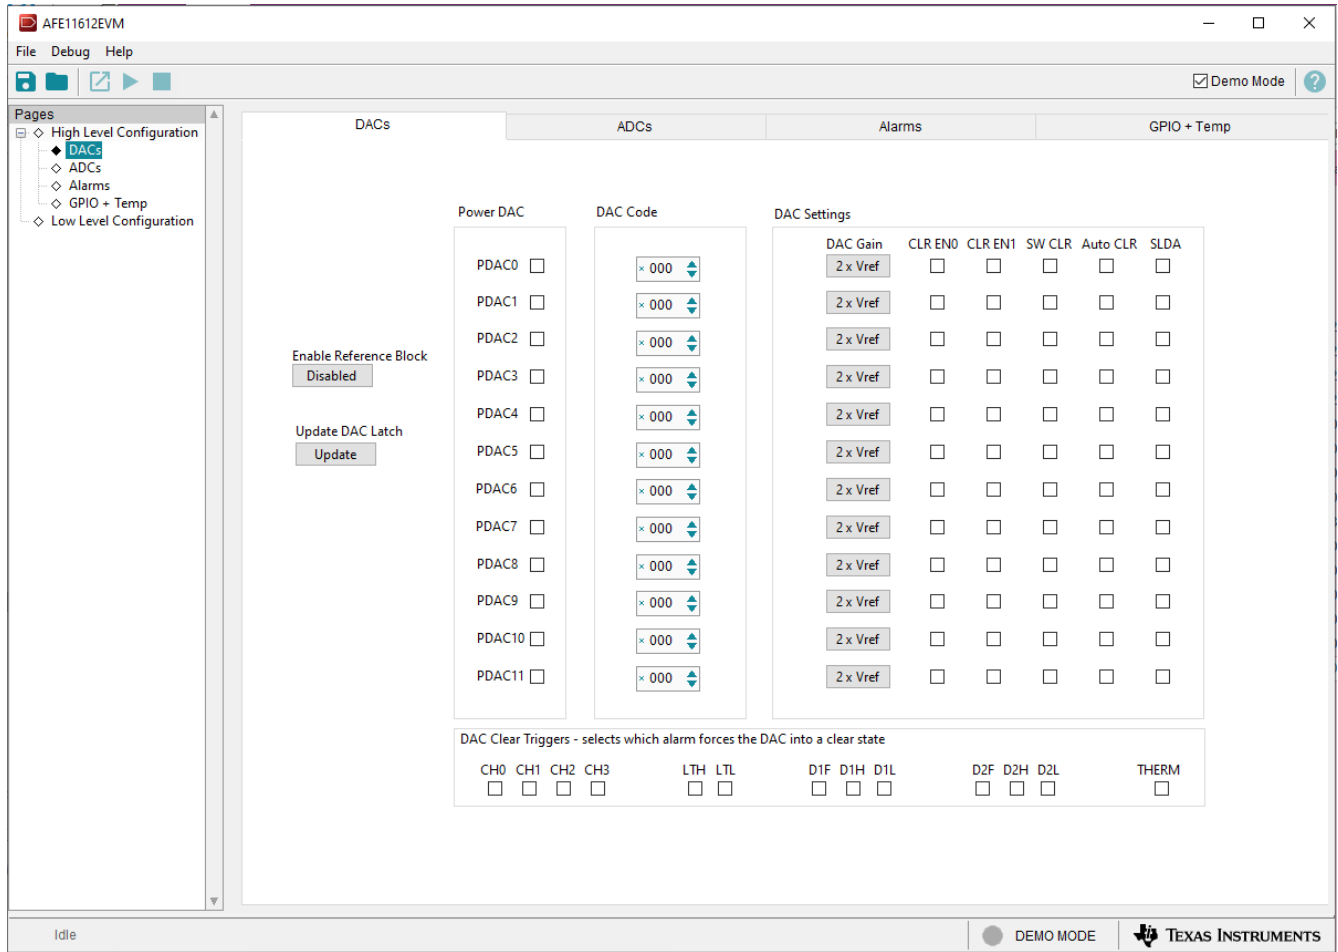 AFE11612EVM
File Debug Help
Demo Mode
Pages
High Level Configuration
DACs
ADCs
Alarms
GPIO + Temp
Low Level Configuration
DACs ADCs Alarms GPIO + Temp
Power DAC DAC Code DAC Settings
DAC Gain CLR EN0 CLR EN1 SW CLR Auto CLR SLDA
PDAC0 × 000 2 x Vref
PDAC1 × 000 2 x Vref
PDAC2 × 000 2 x Vref
Enable Reference Block
Disabled
PDAC3 × 000 2 x Vref
PDAC4 × 000 2 x Vref
Update DAC Latch
Update
PDAC5 × 000 2 x Vref
PDAC6 × 000 2 x Vref
PDAC7 × 000 2 x Vref
PDAC8 × 000 2 x Vref
PDAC9 × 000 2 x Vref
PDAC10 × 000 2 x Vref
PDAC11 × 000 2 x Vref
DAC Clear Triggers - selects which alarm forces the DAC into a clear state
CH0 CH1 CH2 CH3 LTH LTL D1F D1H D1L D2F D2H D2L THERM
Idle DEMO MODE TEXAS INSTRUMENTS